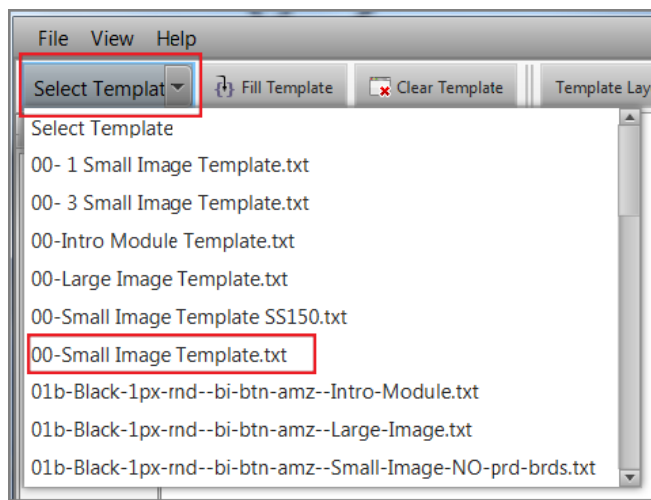 File View Help
Select Templat Fill Template Clear Template Template Lay
Select Template
00- 1 Small Image Template.txt
00- 3 Small Image Template.txt
00-Intro Module Template.txt
00-Large Image Template.txt
00-Small Image Template SS150.txt
00-Small Image Template.txt
01b-Black-1px-rnd--bi-btn-amz--Intro-Module.txt
01b-Black-1px-rnd--bi-btn-amz--Large-Image.txt
01b-Black-1px-rnd--bi-btn-amz--Small-Image-NO-prd-brds.txt